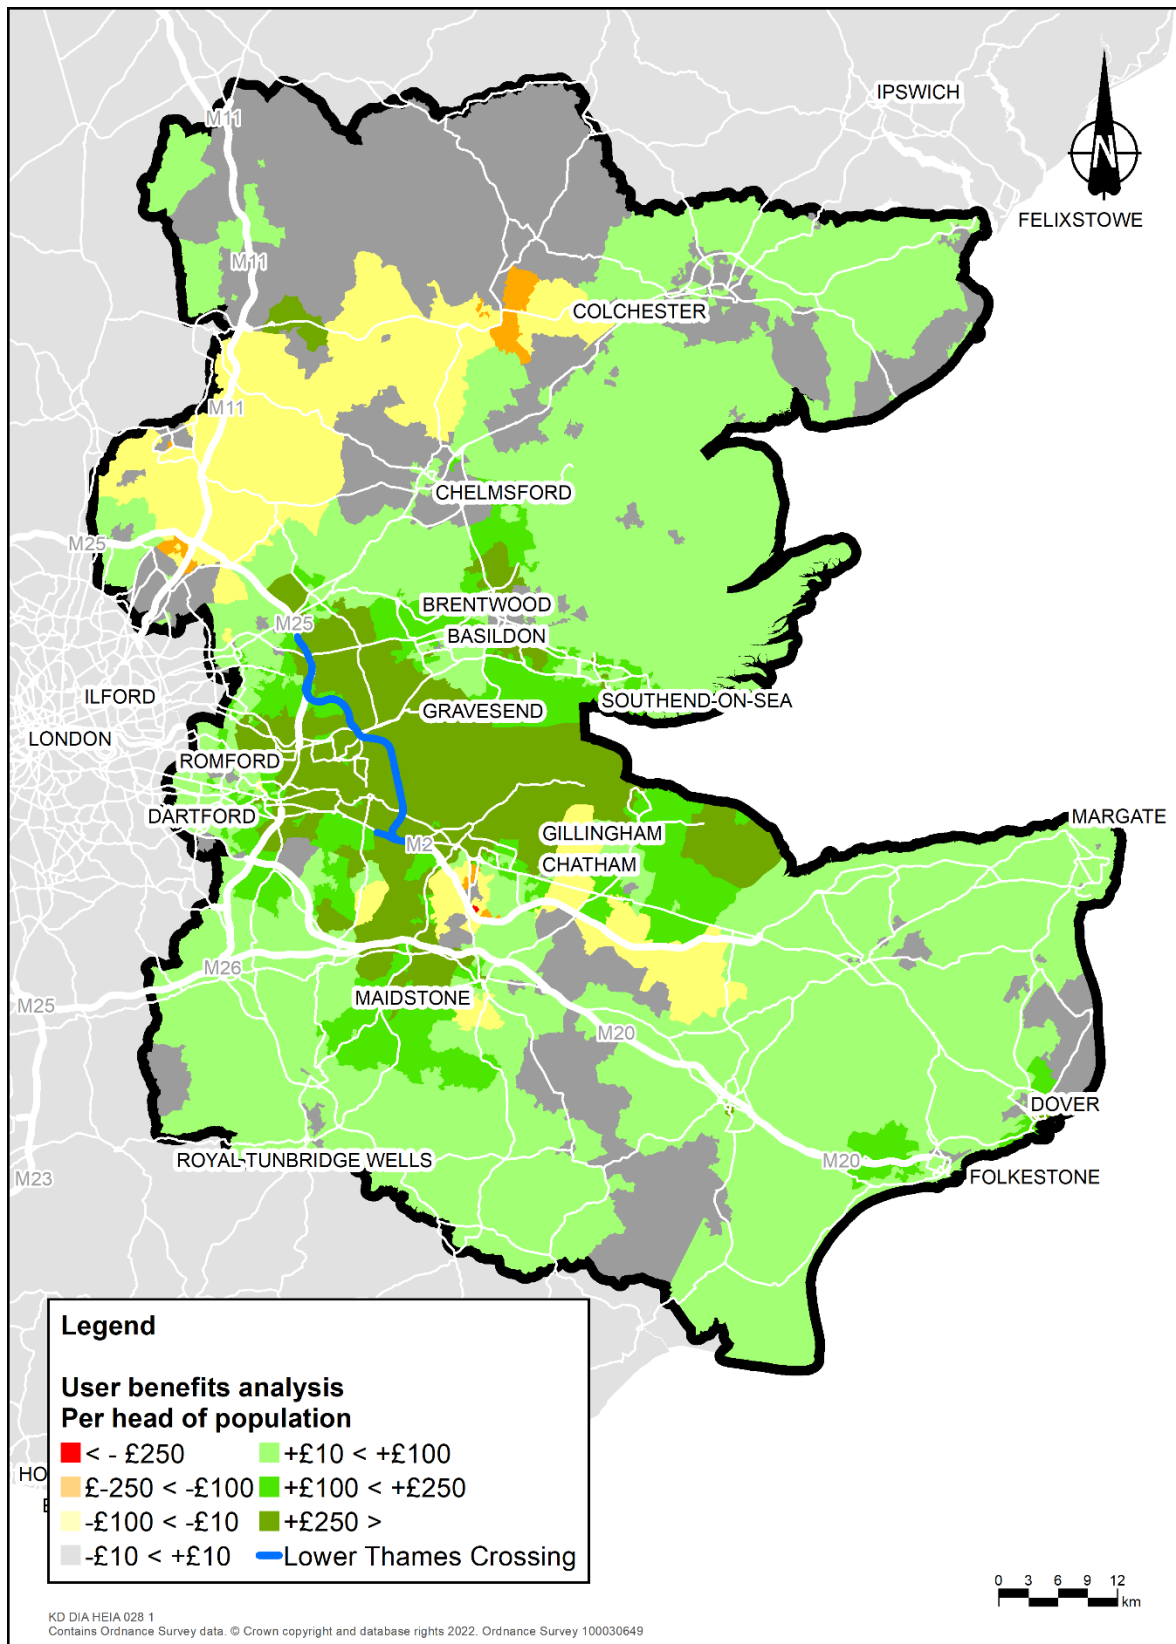 IPSWICH
M11
N
FELIXSTOWE
M11
COLCHESTER
M11
CHELMSFORD
M25
BRENTWOOD
M25
BASILDON
ILFORD
SOUTHEND-ON-SEA
GRAVESEND
LONDON
ROMFORD
DARTFORD
MARGATE
GILLINGHAM
M2
CHATHAM
M26
MAIDSTONE
M25
M20
DOVER
ROYAL-TUNBRIDGE WELLS
M20
M23
FOLKESTONE
Legend
User benefits analysis
Per head of population
< - £250
+£10 < +£100
£-250 < -£100
+£100 < +£250
-£100 < -£10
+£250 >
-£10 < +£10
Lower Thames Crossing
HO
0 3 6 9 12
km
KD DIA HEIA 028 1
Contains Ordnance Survey data. © Crown copyright and database rights 2022. Ordnance Survey 100030649